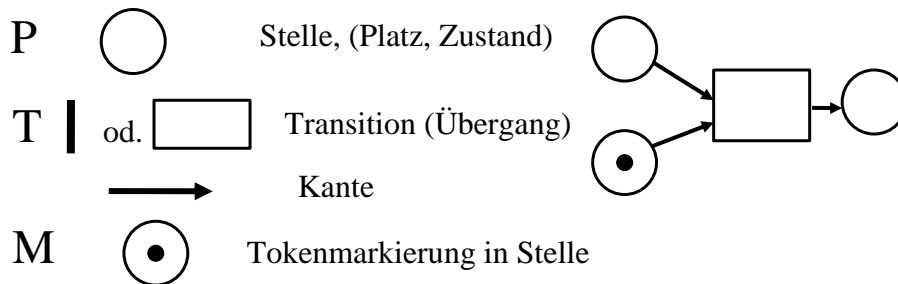 P Stelle, (Platz, Zustand)
T od. Transition (Übergang)
Kante
M Tokenmarkierung in Stelle